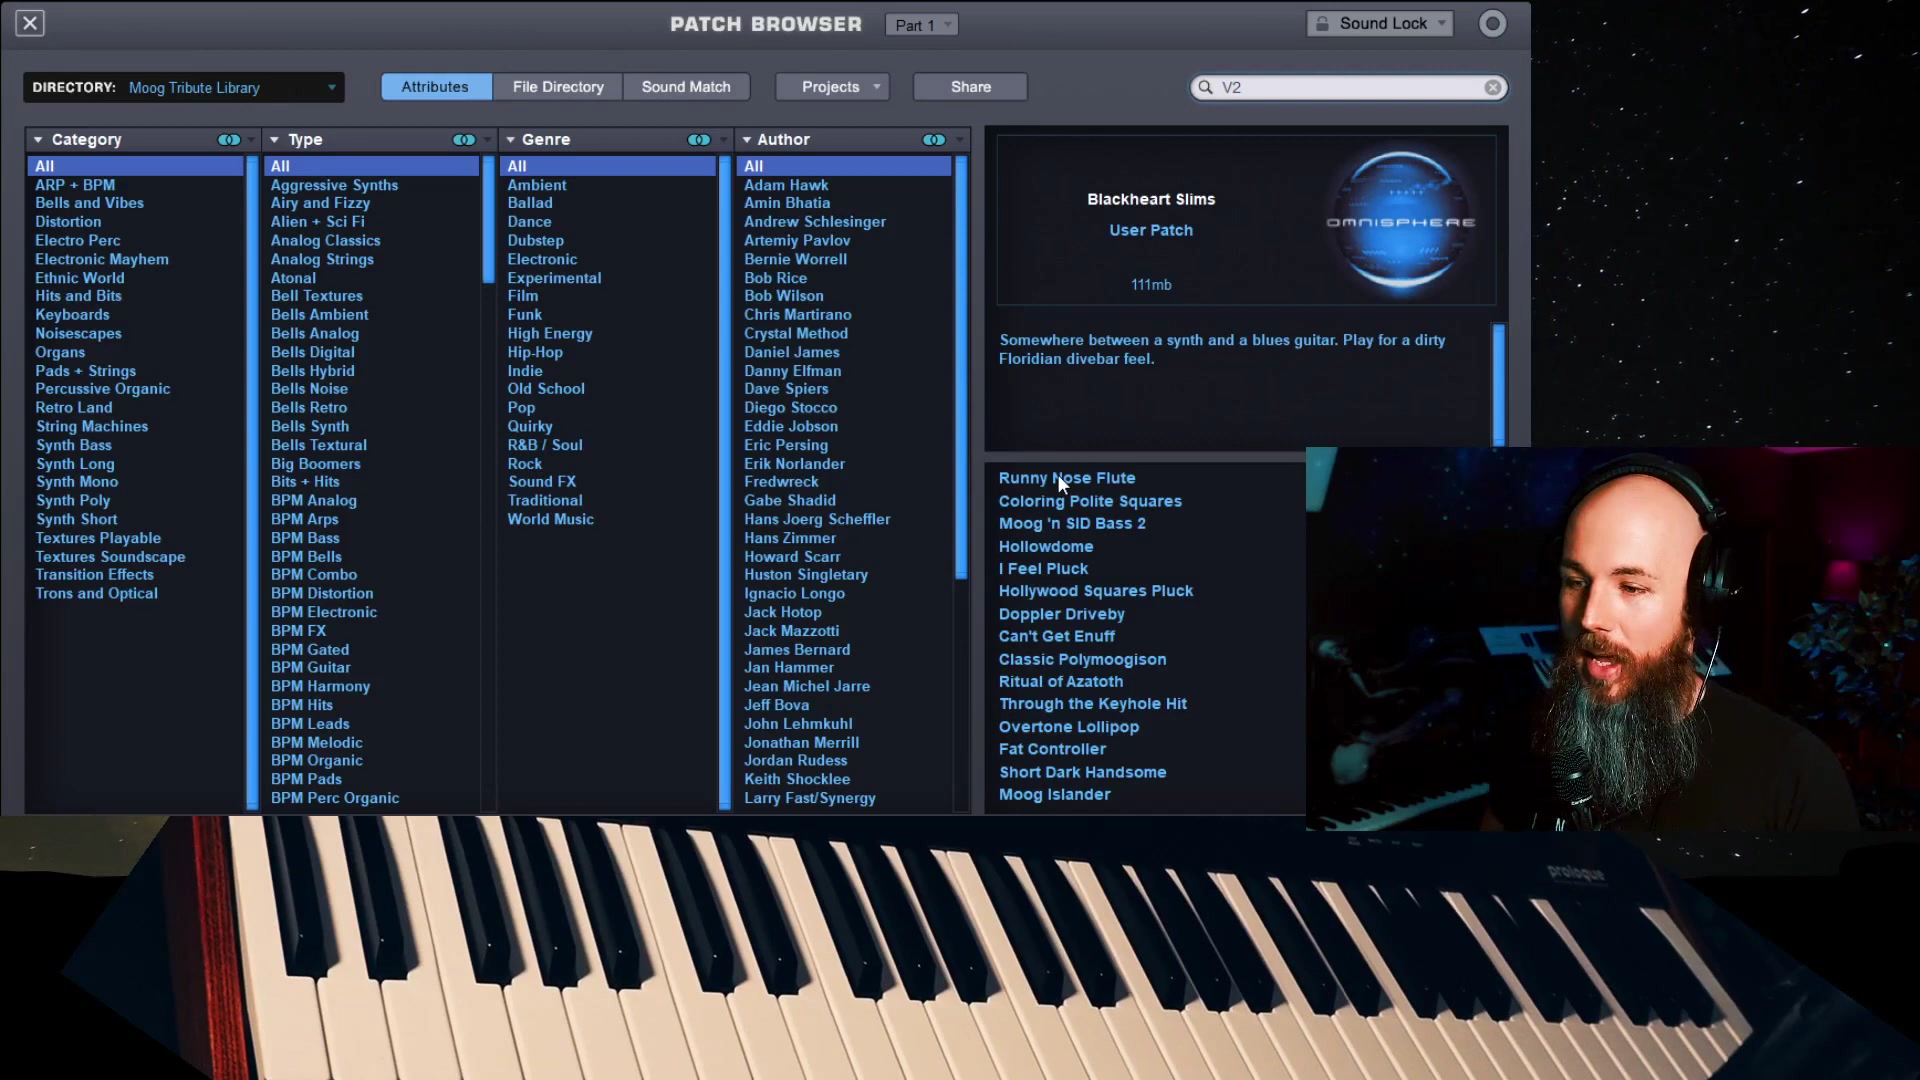 PATCH BROWSER
Part 1
Sound Lock
DIRECTORY: Moog Tribute Library
Attributes
File Directory
Sound Match
Projects
Share
V2
Category
All
ARP + BPM
Bells and Vibes
Distortion
Electro Perc
Electronic Mayhem
Ethnic World
Hits and Bits
Keyboards
Noisescapes
Organs
Pads + Strings
Percussive Organic
Retro Land
String Machines
Synth Bass
Synth Long
Synth Mono
Synth Poly
Synth Short
Textures Playable
Textures Soundscape
Transition Effects
Trons and Optical
Type
All
Aggressive Synths
Airy and Fizzy
Alien + Sci Fi
Analog Classics
Analog Strings
Atonal
Bell Textures
Bells Ambient
Bells Analog
Bells Digital
Bells Hybrid
Bells Noise
Bells Retro
Bells Synth
Bells Textural
Big Boomers
Bits + Hits
BPM Analog
BPM Arps
BPM Bass
BPM Bells
BPM Combo
BPM Distortion
BPM Electronic
BPM FX
BPM Gated
BPM Guitar
BPM Harmony
BPM Hits
BPM Leads
BPM Melodic
BPM Organic
BPM Pads
BPM Perc Organic
Genre
All
Ambient
Ballad
Dance
Dubstep
Electronic
Experimental
Film
Funk
High Energy
Hip-Hop
Indie
Old School
Pop
Quirky
R&B / Soul
Rock
Sound FX
Traditional
World Music
Author
All
Adam Hawk
Amin Bhatia
Andrew Schlesinger
Artemiy Pavlov
Bernie Worrell
Bob Rice
Bob Wilson
Chris Martirano
Crystal Method
Daniel James
Danny Elfman
Dave Spiers
Diego Stocco
Eddie Jobson
Eric Persing
Erik Norlander
Fredwreck
Gabe Shadid
Hans Joerg Scheffler
Hans Zimmer
Howard Scarr
Huston Singletary
Ignacio Longo
Jack Hotop
Jack Mazzotti
James Bernard
Jan Hammer
Jean Michel Jarre
Jeff Bova
John Lehmkuhl
Jonathan Merrill
Jordan Rudess
Keith Shocklee
Larry Fast/Synergy
Blackheart Slims
User Patch
111mb
OMNISPHERE
Somewhere between a synth and a blues guitar. Play for a dirty
Floridian divebar feel.
Runny Nose Flute
Coloring Polite Squares
Moog 'n SID Bass 2
Hollowdome
I Feel Pluck
Hollywood Squares Pluck
Doppler Driveby
Can't Get Enuff
Classic Polymoogison
Ritual of Azatoth
Through the Keyhole Hit
Overtone Lollipop
Fat Controller
Short Dark Handsome
Moog Islander
prologue